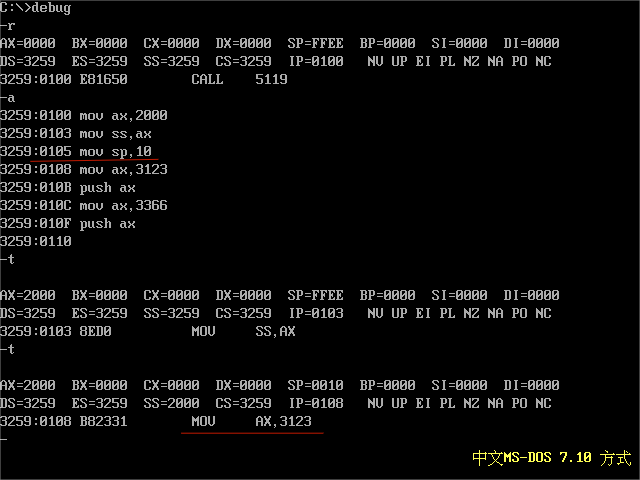 C:\>debug
-r
AX=0000  BX=0000  CX=0000  DX=0000  SP=FFEE  BP=0000  SI=0000  DI=0000
DS=3259  ES=3259  SS=3259  CS=3259  IP=0100   NV UP EI PL NZ NA PO NC
3259:0100 E81650        CALL    5119
-a
3259:0100 mov ax,2000
3259:0103 mov ss,ax
3259:0105 mov sp,10
3259:0108 mov ax,3123
3259:010B push ax
3259:010C mov ax,3366
3259:010F push ax
3259:0110
-t
AX=2000  BX=0000  CX=0000  DX=0000  SP=FFEE  BP=0000  SI=0000  DI=0000
DS=3259  ES=3259  SS=3259  CS=3259  IP=0103   NV UP EI PL NZ NA PO NC
3259:0103 8ED0          MOV     SS,AX
-t
AX=2000  BX=0000  CX=0000  DX=0000  SP=0010  BP=0000  SI=0000  DI=0000
DS=3259  ES=3259  SS=2000  CS=3259  IP=0108   NV UP EI PL NZ NA PO NC
3259:0108 B82331        MOV     AX,3123
-
中文MS-DOS 7.10 方式